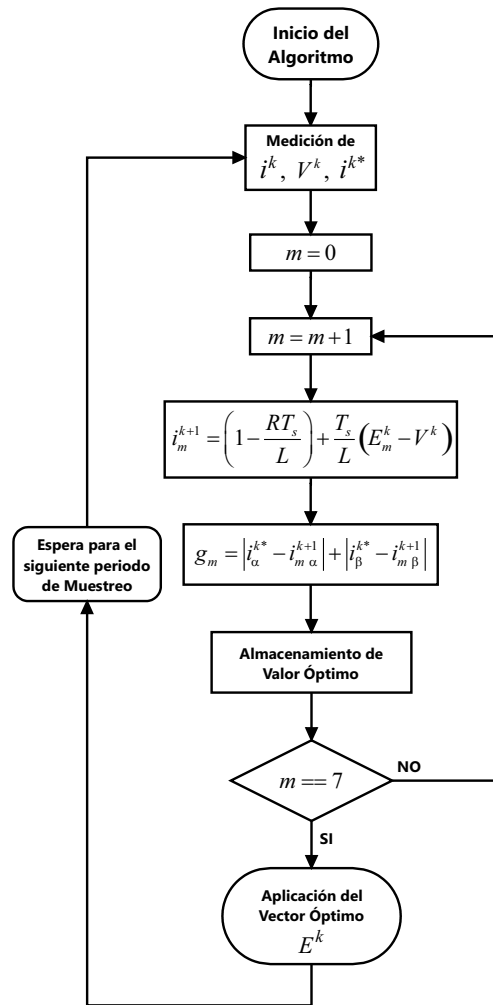 Inicio del
Algoritmo
Medición de
i^k, V^k, i^{k*}
m = 0
m = m + 1
i_m^{k+1} = (1 - \frac{RT_s}{L}) + \frac{T_s}{L}(E_m^k - V^k)
Espera para el
siguiente periodo
de Muestreo
g_m = |i_α^{k*} - i_{m α}^{k+1}| + |i_β^{k*} - i_{m β}^{k+1}|
Almacenamiento de
Valor Óptimo
m == 7
NO
SI
Aplicación del
Vector Óptimo
E^k